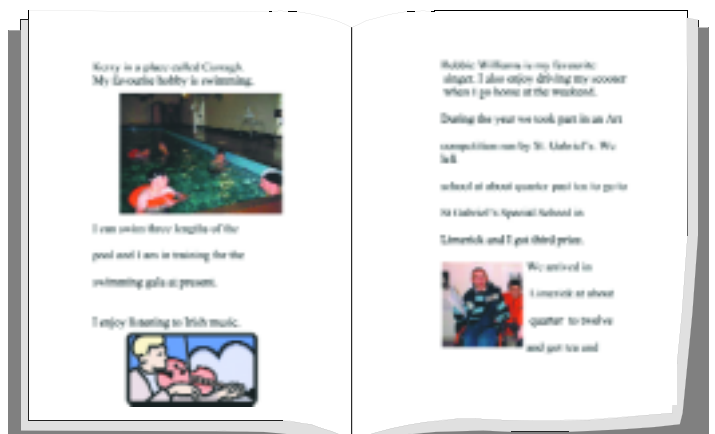 Kerry in a place called Curragh.
My favourite hobby is swimming.
I can swim three lengths of the
pool and I am in training for the
swimming gala at present.
I enjoy listening to Irish music.
Robbie Williams is my favourite
singer. I also enjoy driving my scooter
when I go home at the weekend.
During the year we took part in an Art
competition run by St. Gabriel's. We
left
school at about quarter past ten to go to
St Gabriel's Special School in
Limerick and I got third prize.
We arrived in
Limerick at about
quarter to twelve
and got tea and